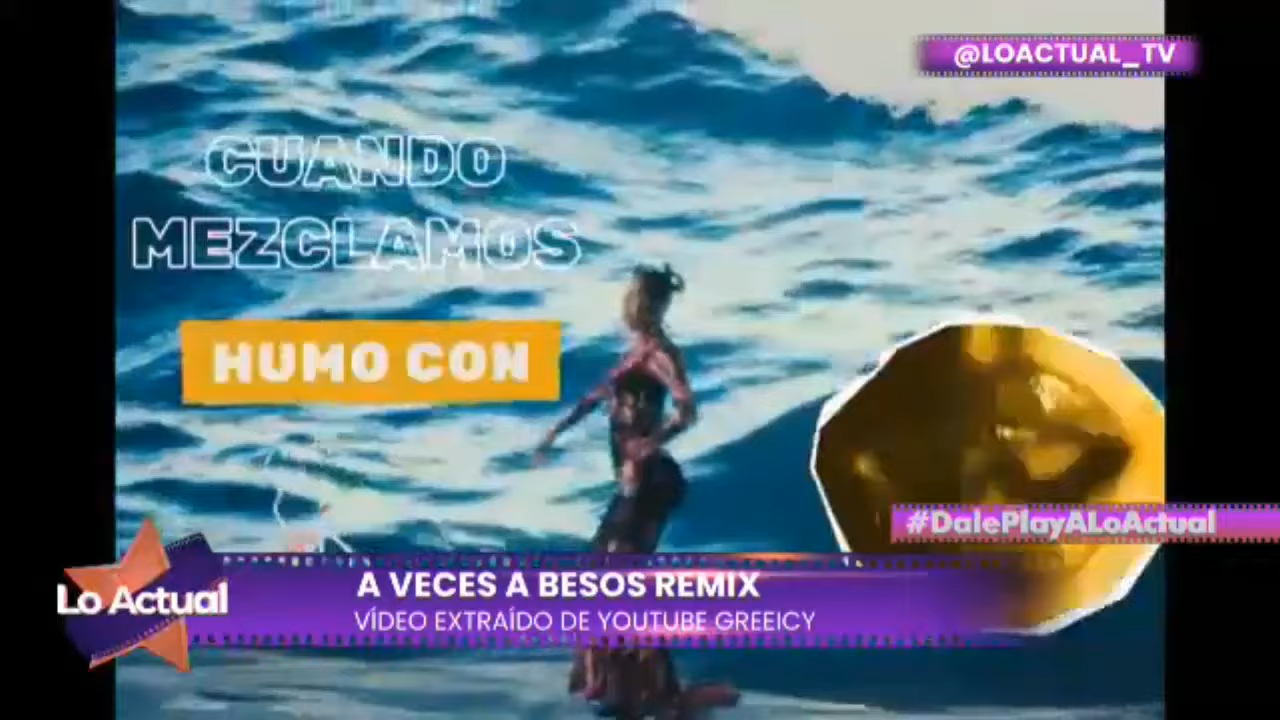 @LOACTUAL_TV
CUANDO
MEZCLAMOS
HUMO CON
#DalePlayALoActual
Lo Actual
A VECES A BESOS REMIX
VÍDEO EXTRAÍDO DE YOUTUBE GREEICY